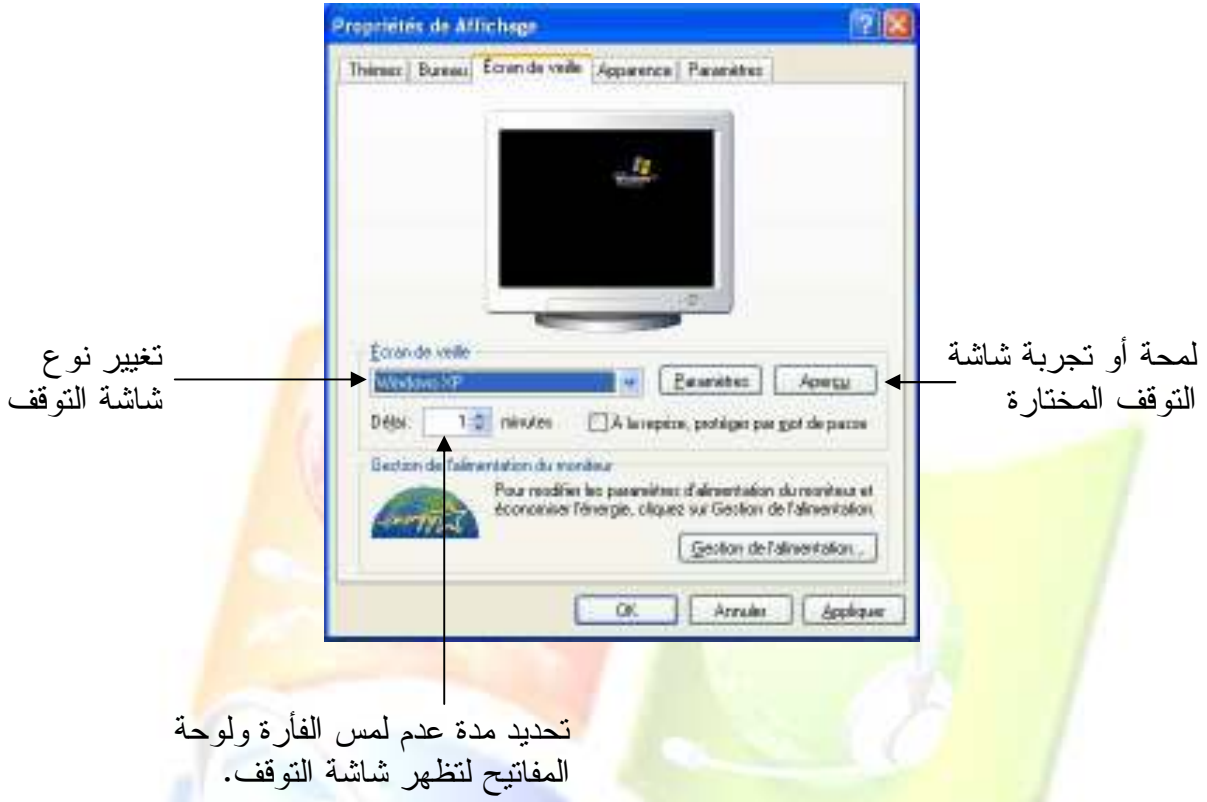 Propriétés de Affichage
Thèmes Bureau Écran de veille Apparence Paramètres
Écran de veille
Windows XP Paramètres Aperçu
Délai: 1 minutes À la reprise, protéger par mot de passe
Gestion de l'alimentation du moniteur
Pour modifier les paramètres d'alimentation du moniteur et
économiser l'énergie, cliquez sur Gestion de l'alimentation.
Gestion de l'alimentation...
OK Annuler Appliquer
لمحة أو تجربة شاشة
التوقف المختارة
تغيير نوع
شاشة التوقف
تحديد مدة عدم لمس الفأرة ولوحة
المفاتيح لتظهر شاشة التوقف.